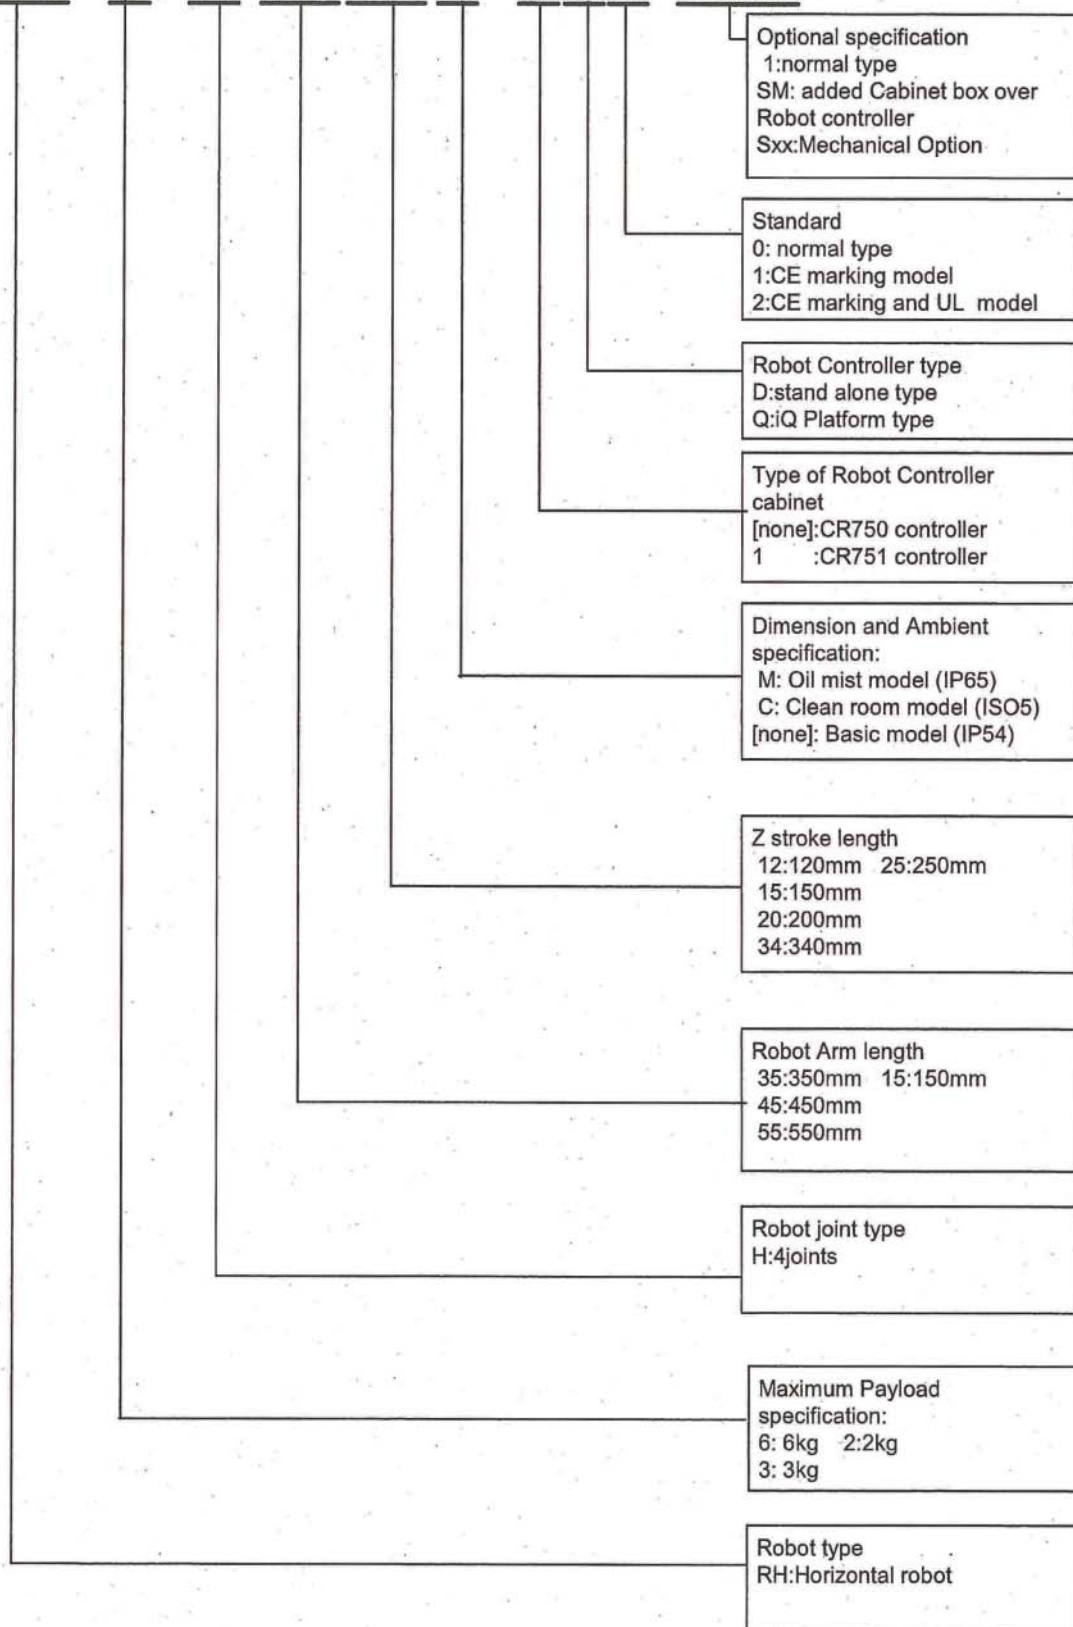 Optional specification
1:normal type
SM: added Cabinet box over
Robot controller
Sxx:Mechanical Option
Standard
0: normal type
1:CE marking model
2:CE marking and UL model
Robot Controller type
D:stand alone type
Q:iQ Platform type
Type of Robot Controller
cabinet
[none]:CR750 controller
1 :CR751 controller
Dimension and Ambient
specification:
M: Oil mist model (IP65)
C: Clean room model (ISO5)
[none]: Basic model (IP54)
Z stroke length
12:120mm 25:250mm
15:150mm
20:200mm
34:340mm
Robot Arm length
35:350mm 15:150mm
45:450mm
55:550mm
Robot joint type
H:4joints
Maximum Payload
specification:
6: 6kg 2:2kg
3: 3kg
Robot type
RH:Horizontal robot